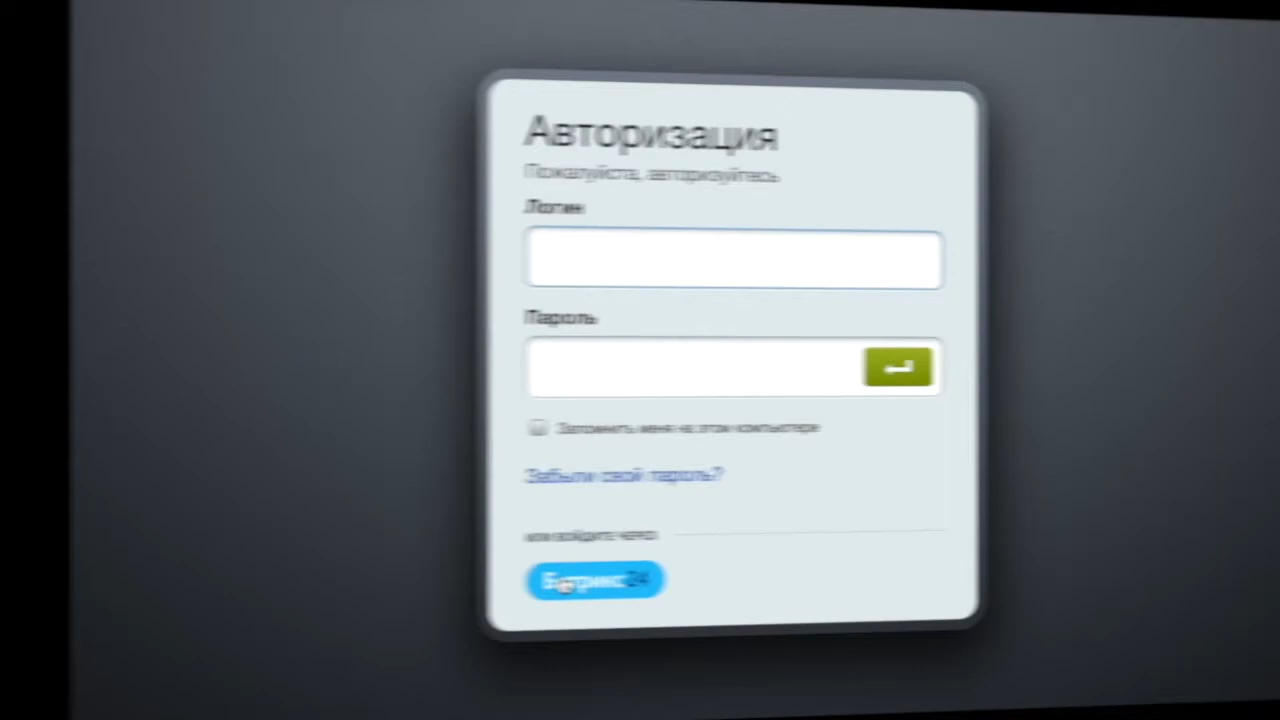 Авторизация
Пожалуйста, авторизуйтесь
Логин
Пароль
Запомнить меня на этом компьютере
Забыли свой пароль?
или войдите через
Битрикс24